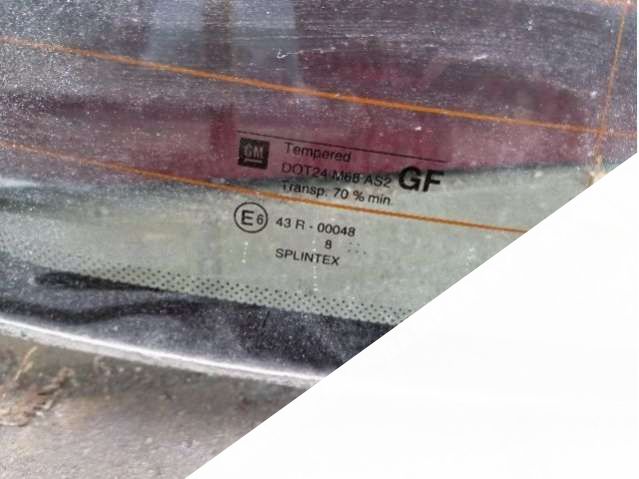 GM
Tempered
DOT24-M68-AS2 GF
Transp. 70 % min.
E6 43 R - 00048
8
SPLINTEX